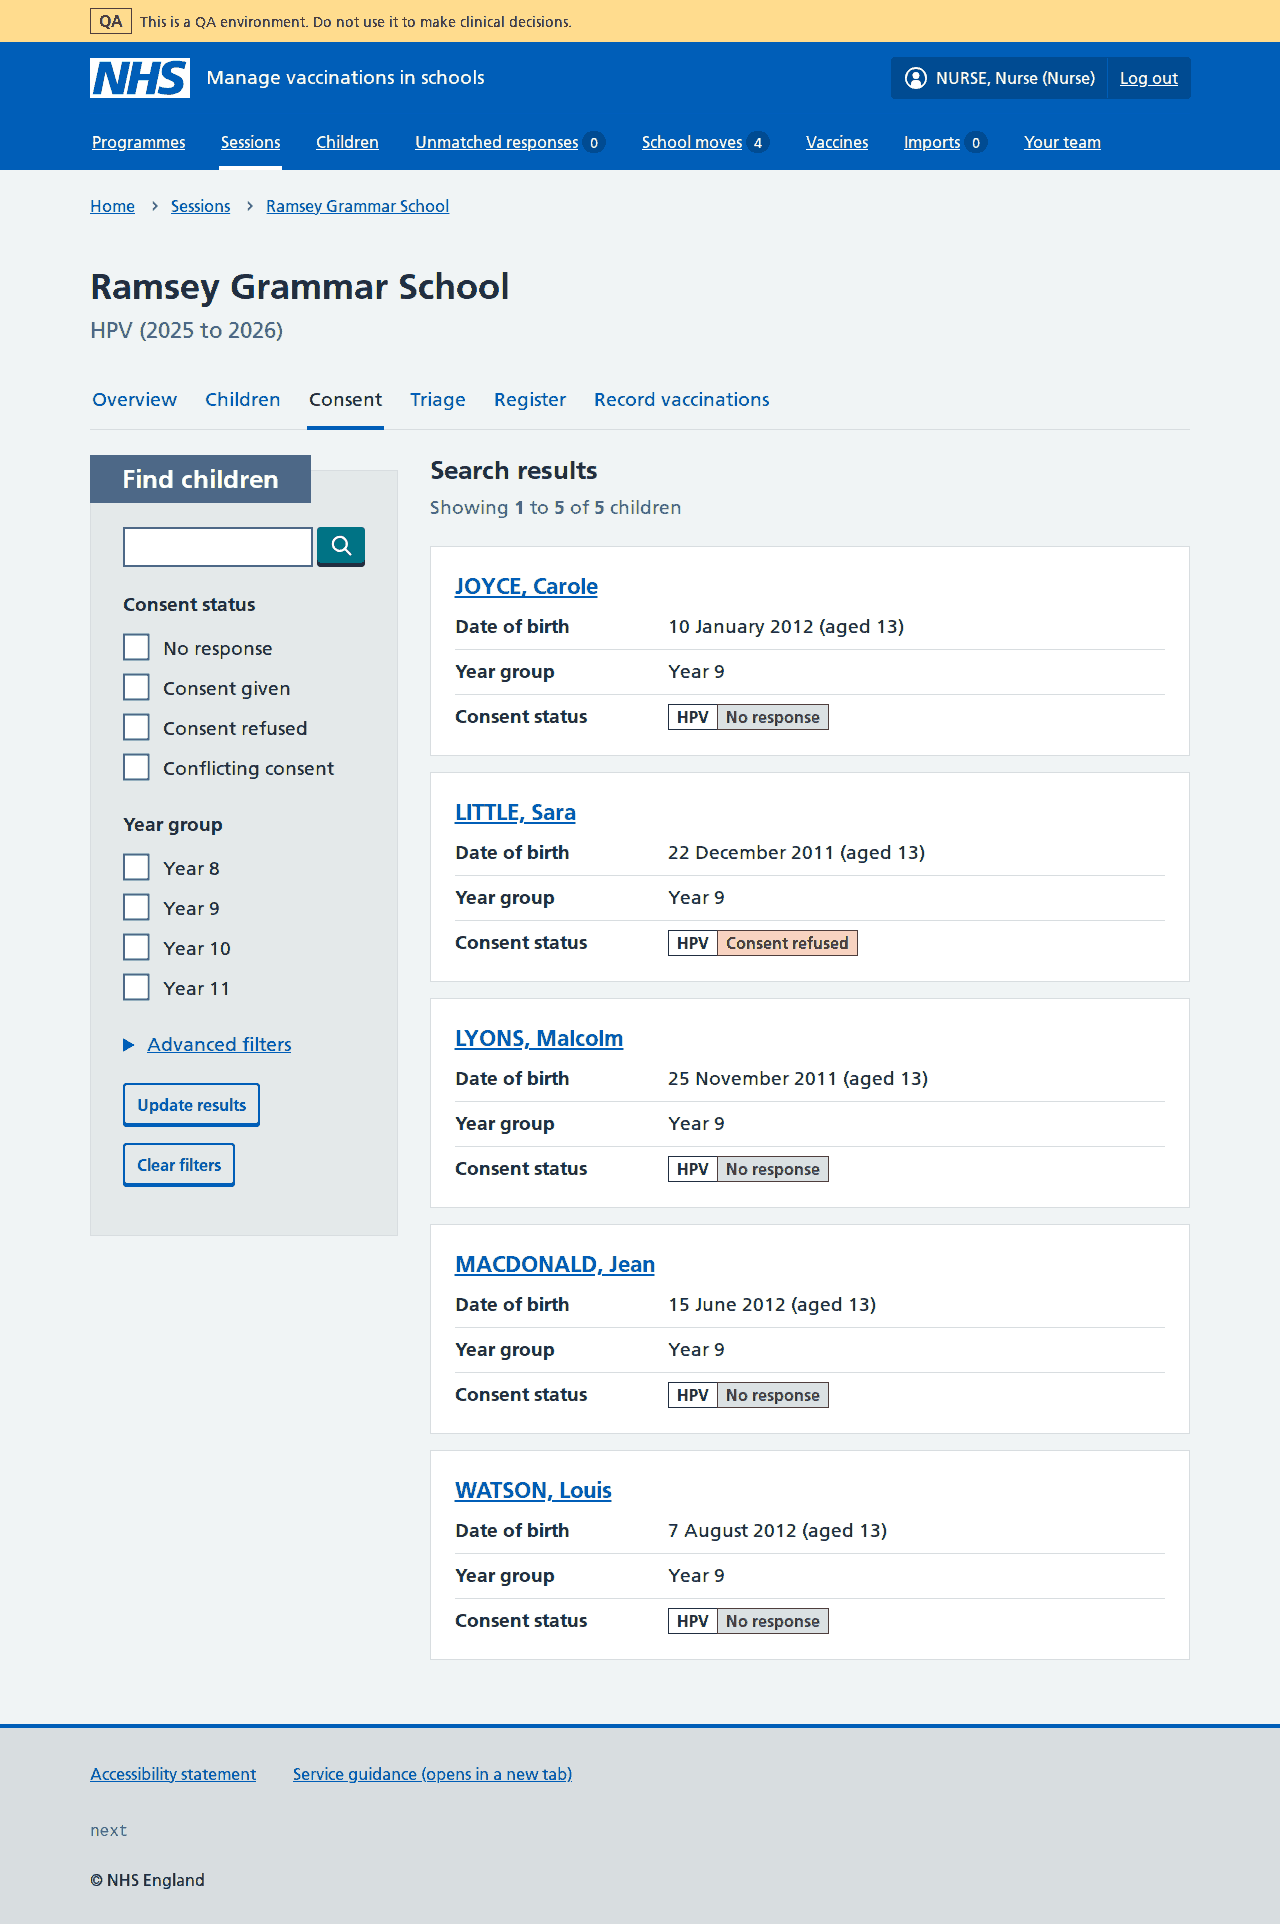 QA This is a QA environment. Do not use it to make clinical decisions.
NHS Manage vaccinations in schools NURSE, Nurse (Nurse) Log out
Programmes Sessions Children Unmatched responses 0 School moves 4 Vaccines Imports 0 Your team
Home Sessions Ramsey Grammar School
Ramsey Grammar School
HPV (2025 to 2026)
Overview Children Consent Triage Register Record vaccinations
Find children
Consent status
No response
Consent given
Consent refused
Conflicting consent
Year group
Year 8
Year 9
Year 10
Year 11
Advanced filters
Update results
Clear filters
Search results
Showing 1 to 5 of 5 children
JOYCE, Carole
Date of birth 10 January 2012 (aged 13)
Year group Year 9
Consent status HPV No response
LITTLE, Sara
Date of birth 22 December 2011 (aged 13)
Year group Year 9
Consent status HPV Consent refused
LYONS, Malcolm
Date of birth 25 November 2011 (aged 13)
Year group Year 9
Consent status HPV No response
MACDONALD, Jean
Date of birth 15 June 2012 (aged 13)
Year group Year 9
Consent status HPV No response
WATSON, Louis
Date of birth 7 August 2012 (aged 13)
Year group Year 9
Consent status HPV No response
Accessibility statement Service guidance (opens in a new tab)
next
© NHS England